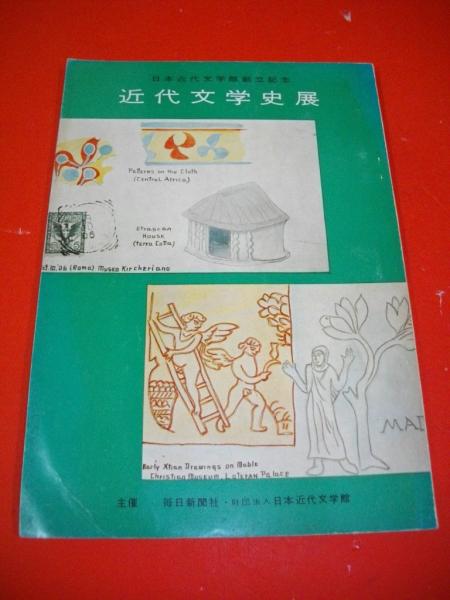 日本近代文学館創立記念
近代文学史展
Patterns on the Cloth
(Central Africa)
Etruscan
House
(terra Cotta)
(Roma) Museo Kircheriano
Early Xtian Drawings on Mable
Christian Museum, Lateran Palace
MAI
主催 毎日新聞社・財団法人日本近代文学館